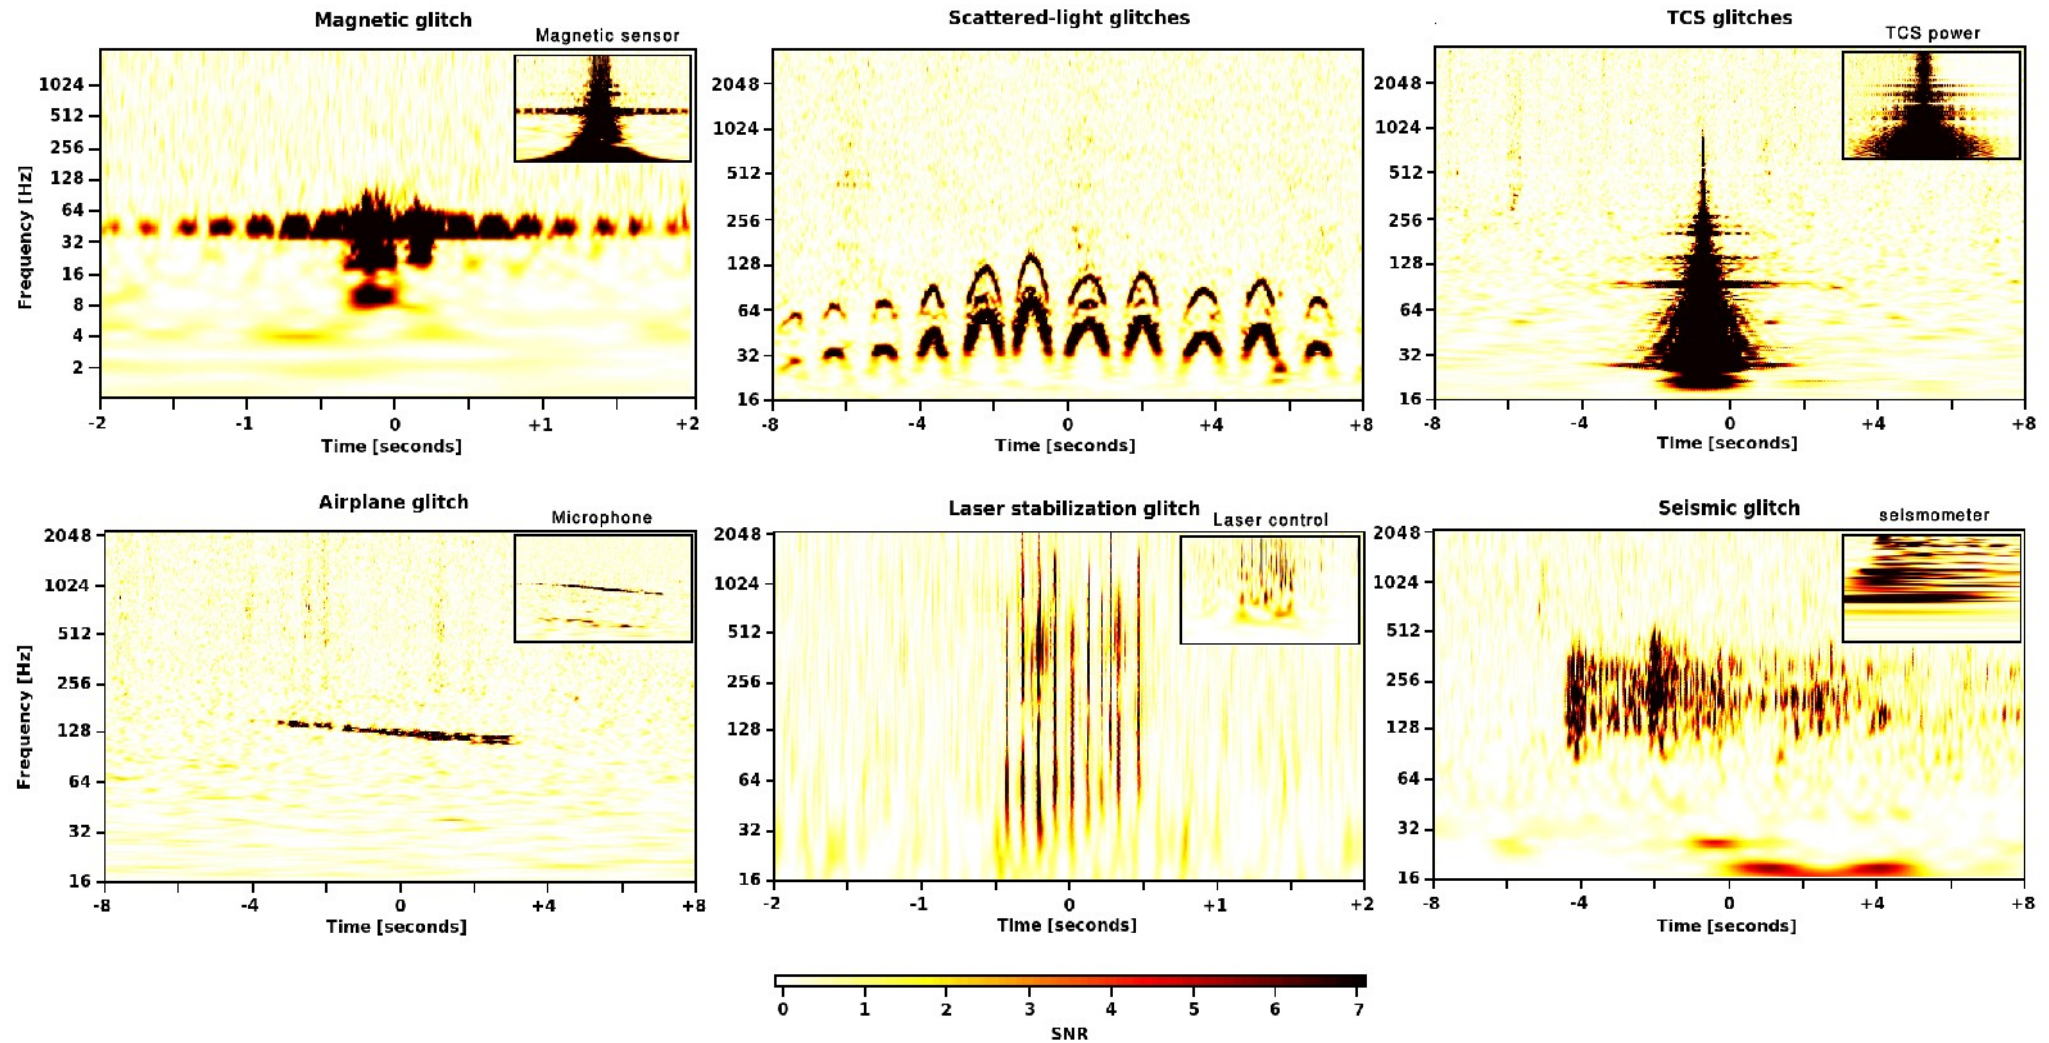 Magnetic glitch
Magnetic sensor
1024
512
256
128
64
32
16
8
4
2
Frequency [Hz]
-2 -1 0 +1 +2
Time [seconds]
Scattered-light glitches
2048
1024
512
256
128
64
32
16
-8 -4 0 +4 +8
Time [seconds]
TCS glitches
TCS power
2048
1024
512
256
128
64
32
16
-8 -4 0 +4 +8
Time [seconds]
Airplane glitch
Microphone
2048
1024
512
256
128
64
32
16
Frequency [Hz]
-8 -4 0 +4 +8
Time [seconds]
Laser stabilization glitch
Laser control
2048
1024
512
256
128
64
32
16
-2 -1 0 +1 +2
Time [seconds]
Seismic glitch
seismometer
2048
1024
512
256
128
64
32
16
-8 -4 0 +4 +8
Time [seconds]
0 1 2 3 4 5 6 7
SNR